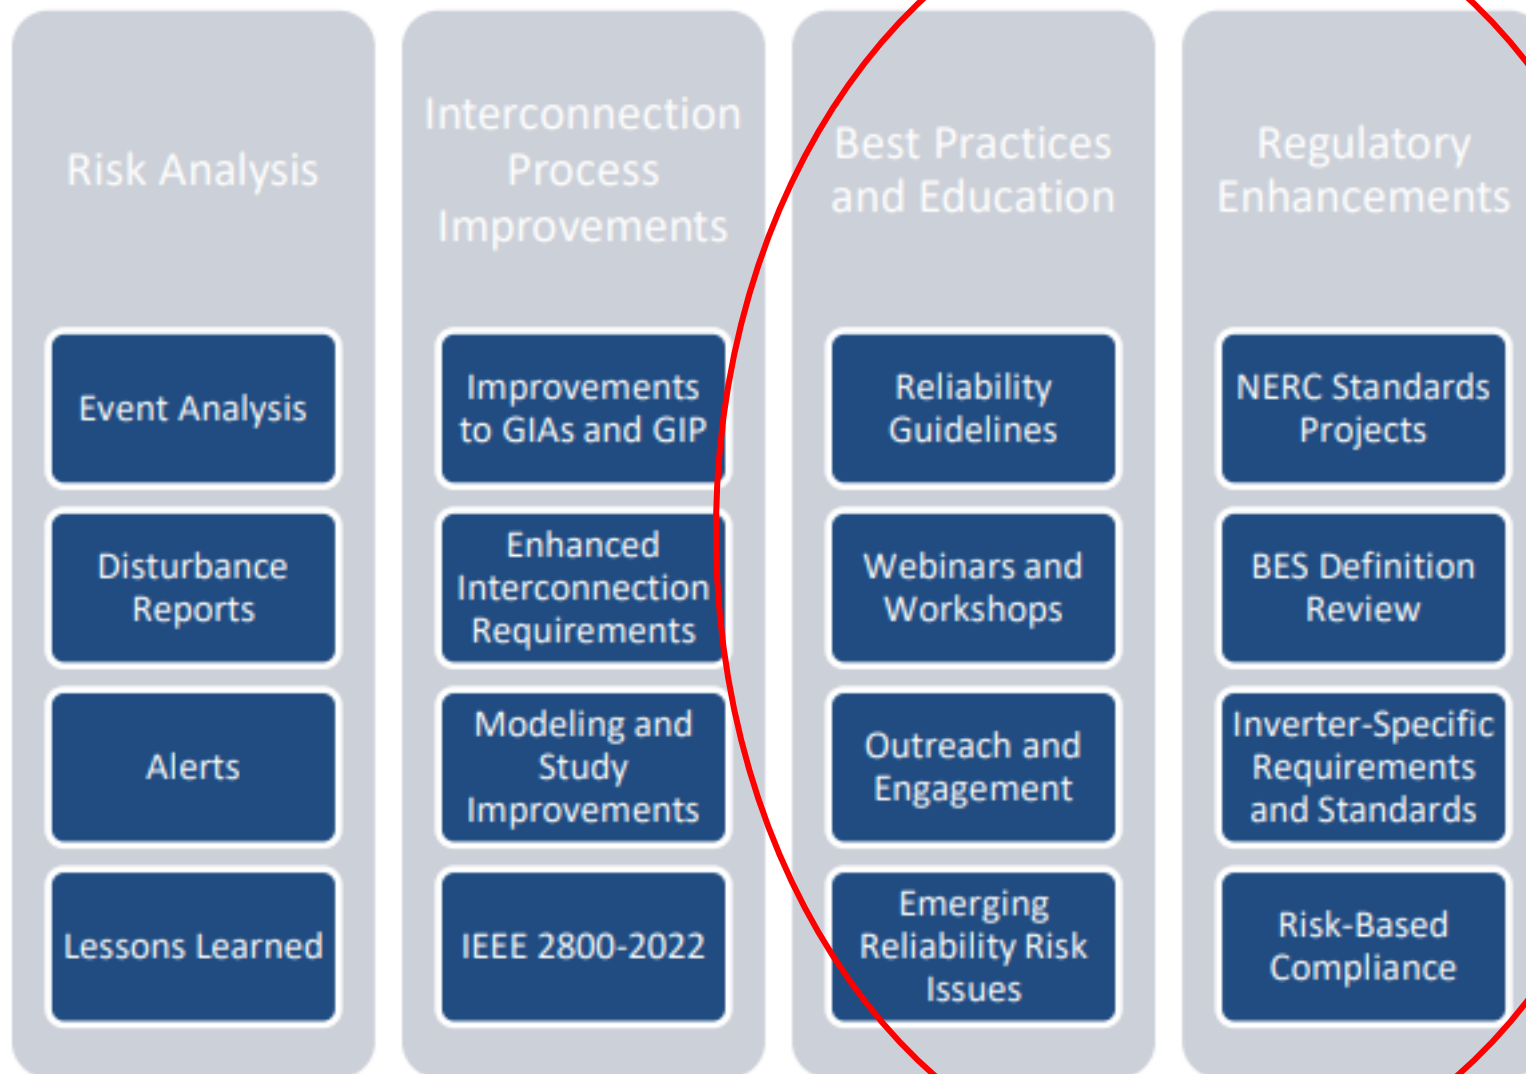 Risk Analysis
Event Analysis
Disturbance
Reports
Alerts
Lessons Learned
Interconnection
Process
Improvements
Improvements
to GIAs and GIP
Enhanced
Interconnection
Requirements
Modeling and
Study
Improvements
IEEE 2800-2022
Best Practices
and Education
Reliability
Guidelines
Webinars and
Workshops
Outreach and
Engagement
Emerging
Reliability Risk
Issues
Regulatory
Enhancements
NERC Standards
Projects
BES Definition
Review
Inverter-Specific
Requirements
and Standards
Risk-Based
Compliance